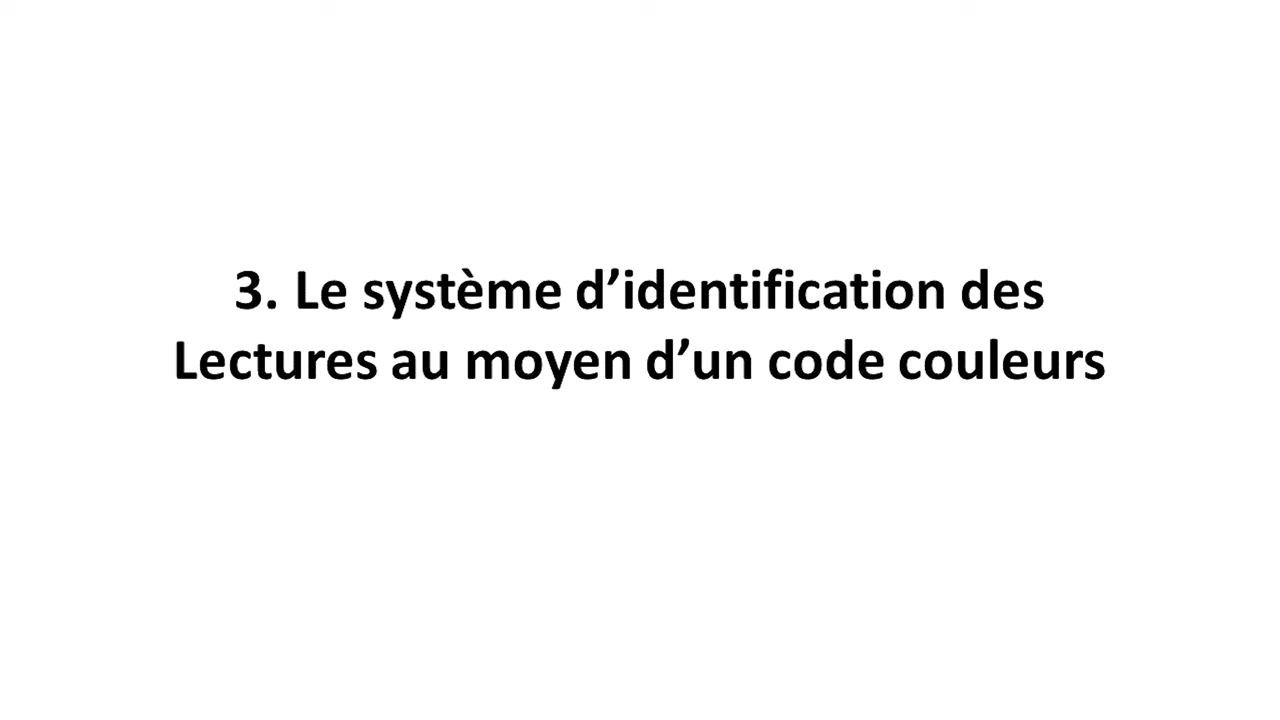 3. Le système d’identification des
Lectures au moyen d’un code couleurs